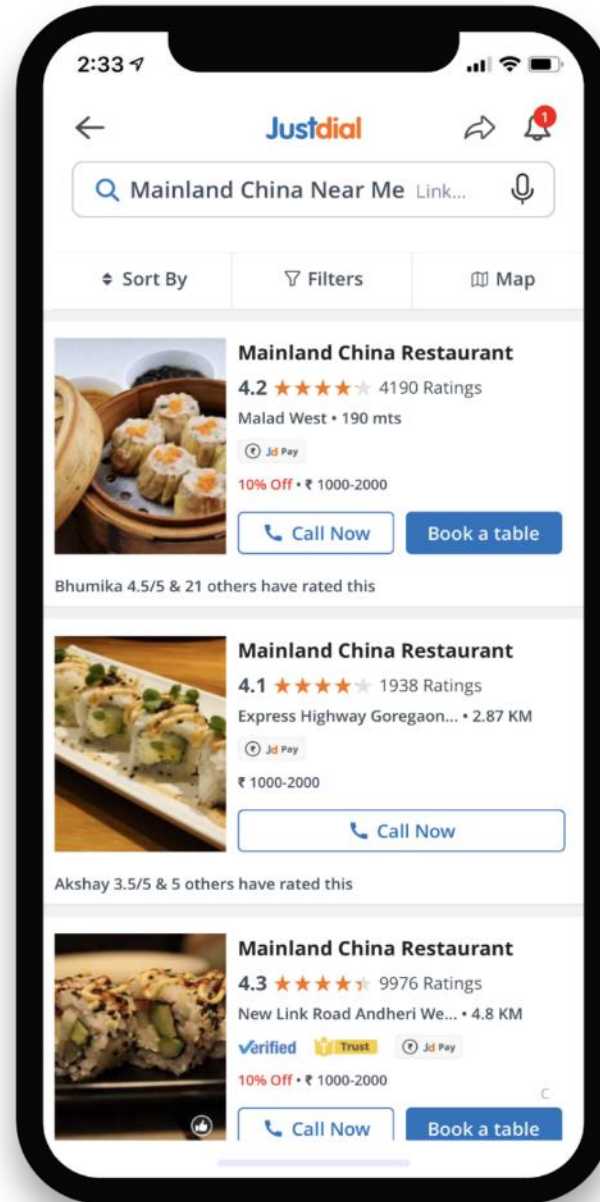 2:33
Justdial
1
Mainland China Near Me Link...
Sort By
Filters
Map
Mainland China Restaurant
4.2 ★★★★★ 4190 Ratings
Malad West • 190 mts
₹ Jd Pay
10% Off • ₹ 1000-2000
Call Now
Book a table
Bhumika 4.5/5 & 21 others have rated this
Mainland China Restaurant
4.1 ★★★★★ 1938 Ratings
Express Highway Goregaon... • 2.87 KM
₹ Jd Pay
₹ 1000-2000
Call Now
Akshay 3.5/5 & 5 others have rated this
Mainland China Restaurant
4.3 ★★★★★ 9976 Ratings
New Link Road Andheri We... • 4.8 KM
Verified Trust ₹ Jd Pay
10% Off • ₹ 1000-2000
C
Call Now
Book a table